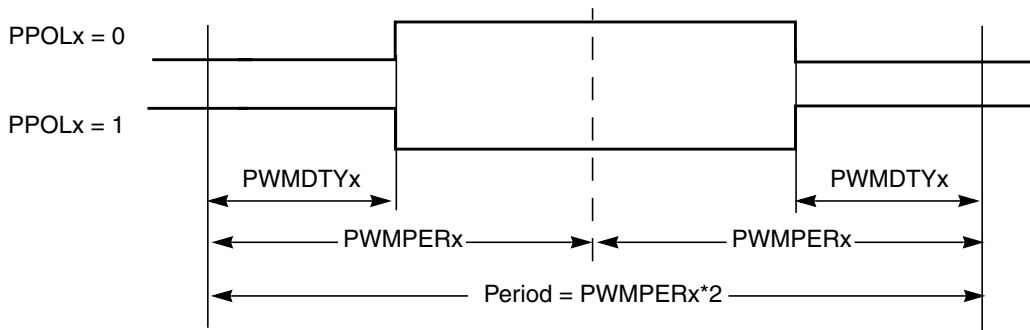 PPOLx = 0
PPOLx = 1
PWMDTYx
PWMDTYx
PWMPERx
PWMPERx
Period = PWMPERx*2